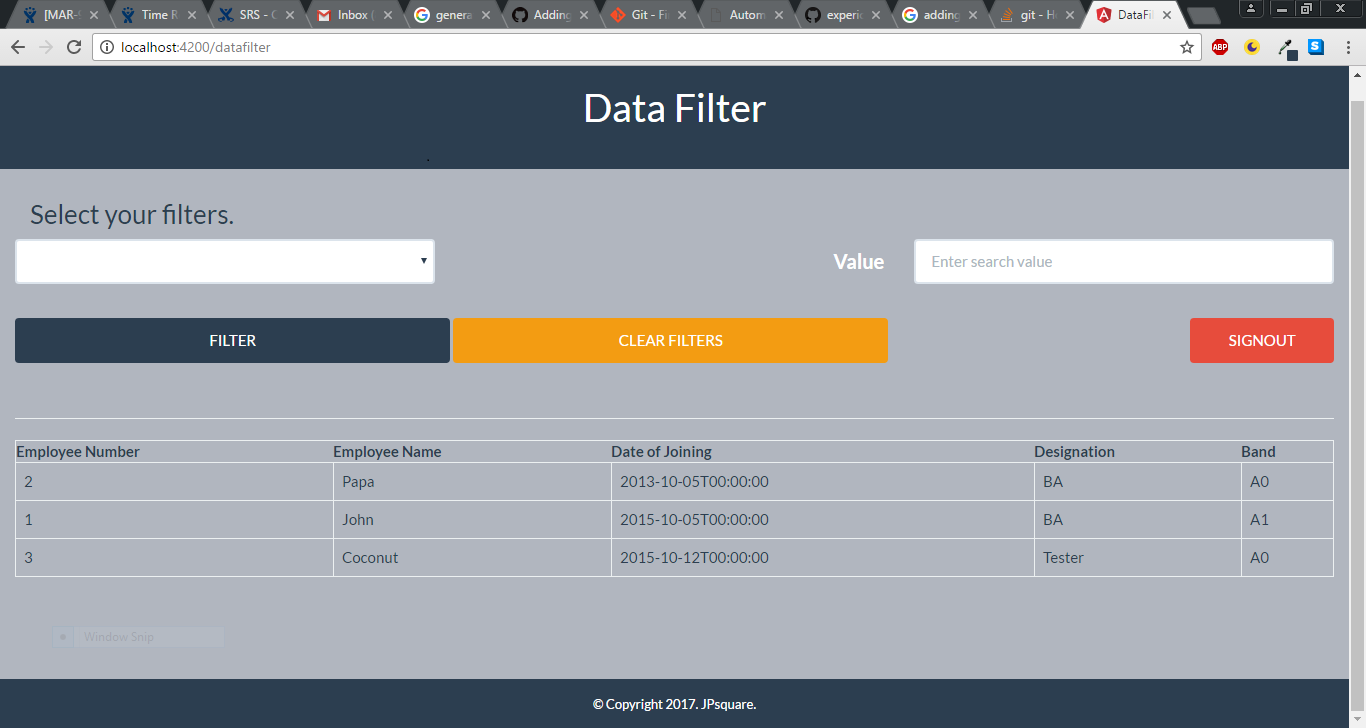 [MAR- Time R SRS - Inbox ( genera Adding Git - Fi Autom experi adding git - H DataFil
localhost:4200/datafilter
ABP S
Data Filter
Select your filters.
Value Enter search value
FILTER CLEAR FILTERS SIGNOUT
Employee Number Employee Name Date of Joining Designation Band
2 Papa 2013-10-05T00:00:00 BA A0
1 John 2015-10-05T00:00:00 BA A1
3 Coconut 2015-10-12T00:00:00 Tester A0
Window Snip
© Copyright 2017. JPsquare.